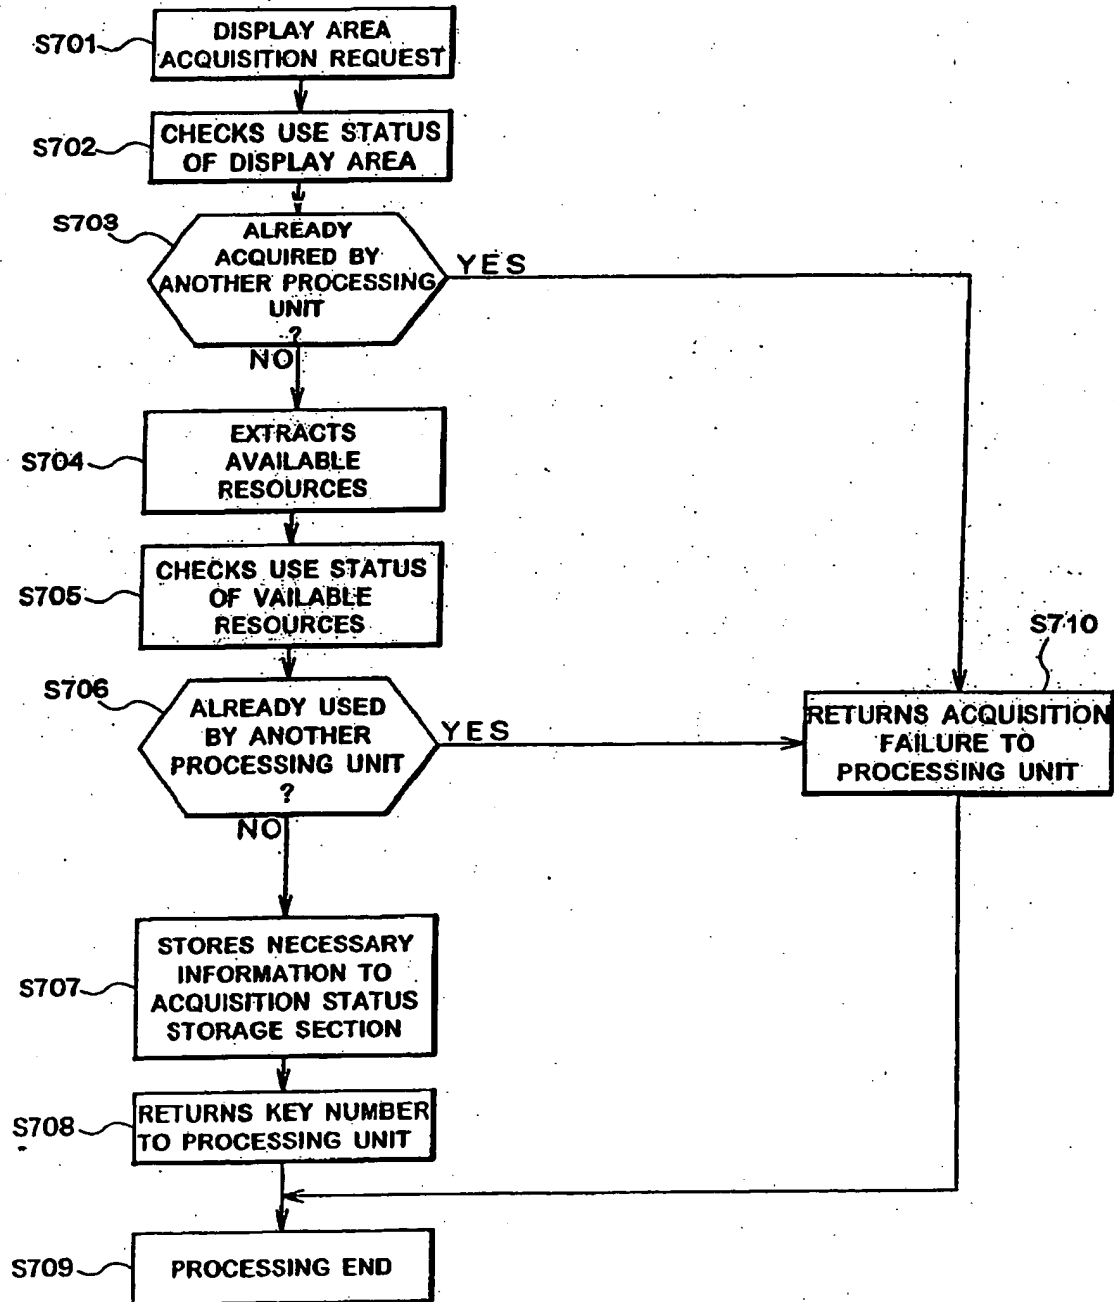 S701
DISPLAY AREA
ACQUISITION REQUEST
S702
CHECKS USE STATUS
OF DISPLAY AREA
S703
ALREADY
ACQUIRED BY
ANOTHER PROCESSING
UNIT
?
YES
NO
S704
EXTRACTS
AVAILABLE
RESOURCES
S705
CHECKS USE STATUS
OF VAILABLE
RESOURCES
S706
ALREADY USED
BY ANOTHER
PROCESSING UNIT
?
YES
NO
S710
RETURNS ACQUISITION
FAILURE TO
PROCESSING UNIT
S707
STORES NECESSARY
INFORMATION TO
ACQUISITION STATUS
STORAGE SECTION
S708
RETURNS KEY NUMBER
TO PROCESSING UNIT
S709
PROCESSING END